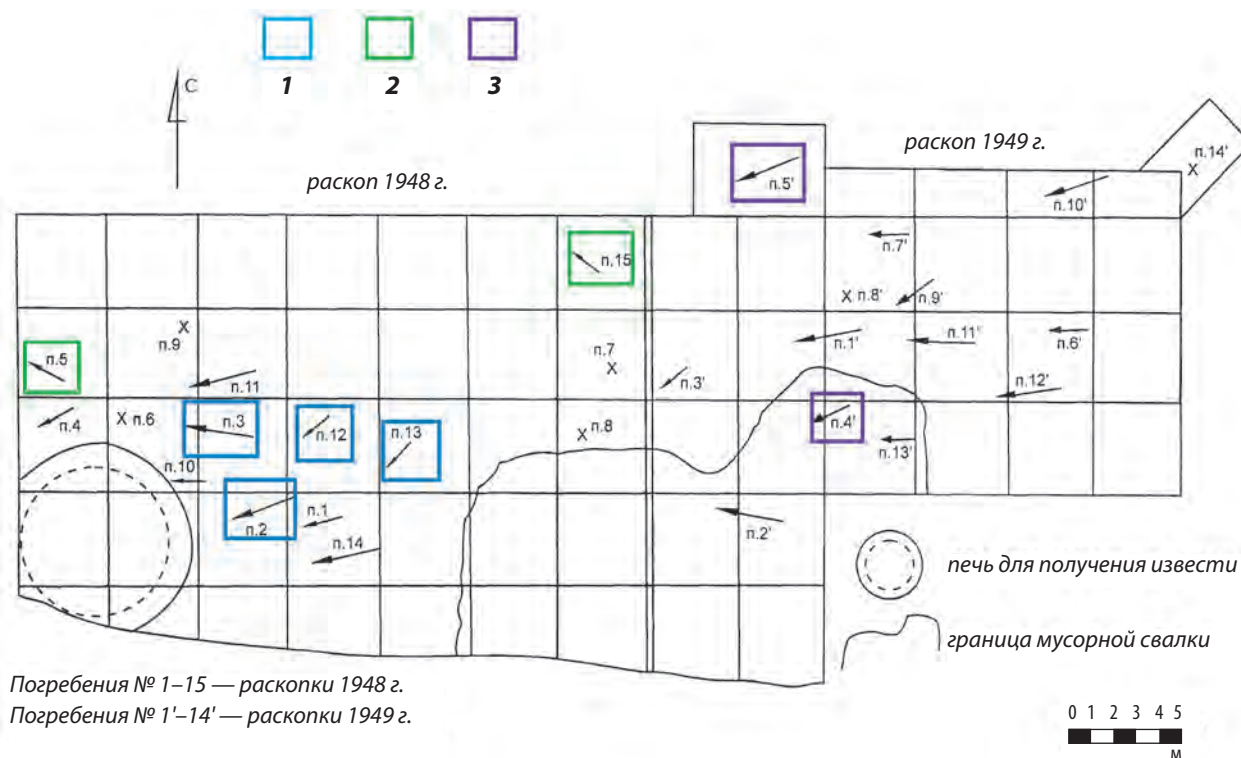 1 2 3
С
раскоп 1948 г.
раскоп 1949 г.
п.14'
п.5'
п.10'
п.15
п.7'
X п.8'
п.9'
X
п.9
п.7
X
п.1'
п.11'
п.6'
п.5
п.11
п.3'
п.12'
п.4
X п.6
п.3
п.12
п.13
X п.8
п.4'
п.13'
п.10
п.2
п.1
п.14
п.2'
X
печь для получения извести
граница мусорной свалки
Погребения № 1–15 — раскопки 1948 г.
Погребения № 1'–14' — раскопки 1949 г.
0 1 2 3 4 5
м